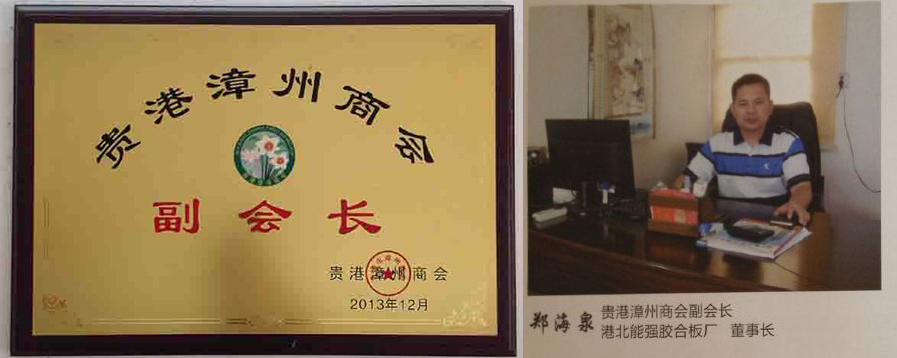 贵港漳州商会
副会长
贵港漳州商会
2013年12月
郑海泉
贵港漳州商会副会长
港北能强胶合板厂 董事长